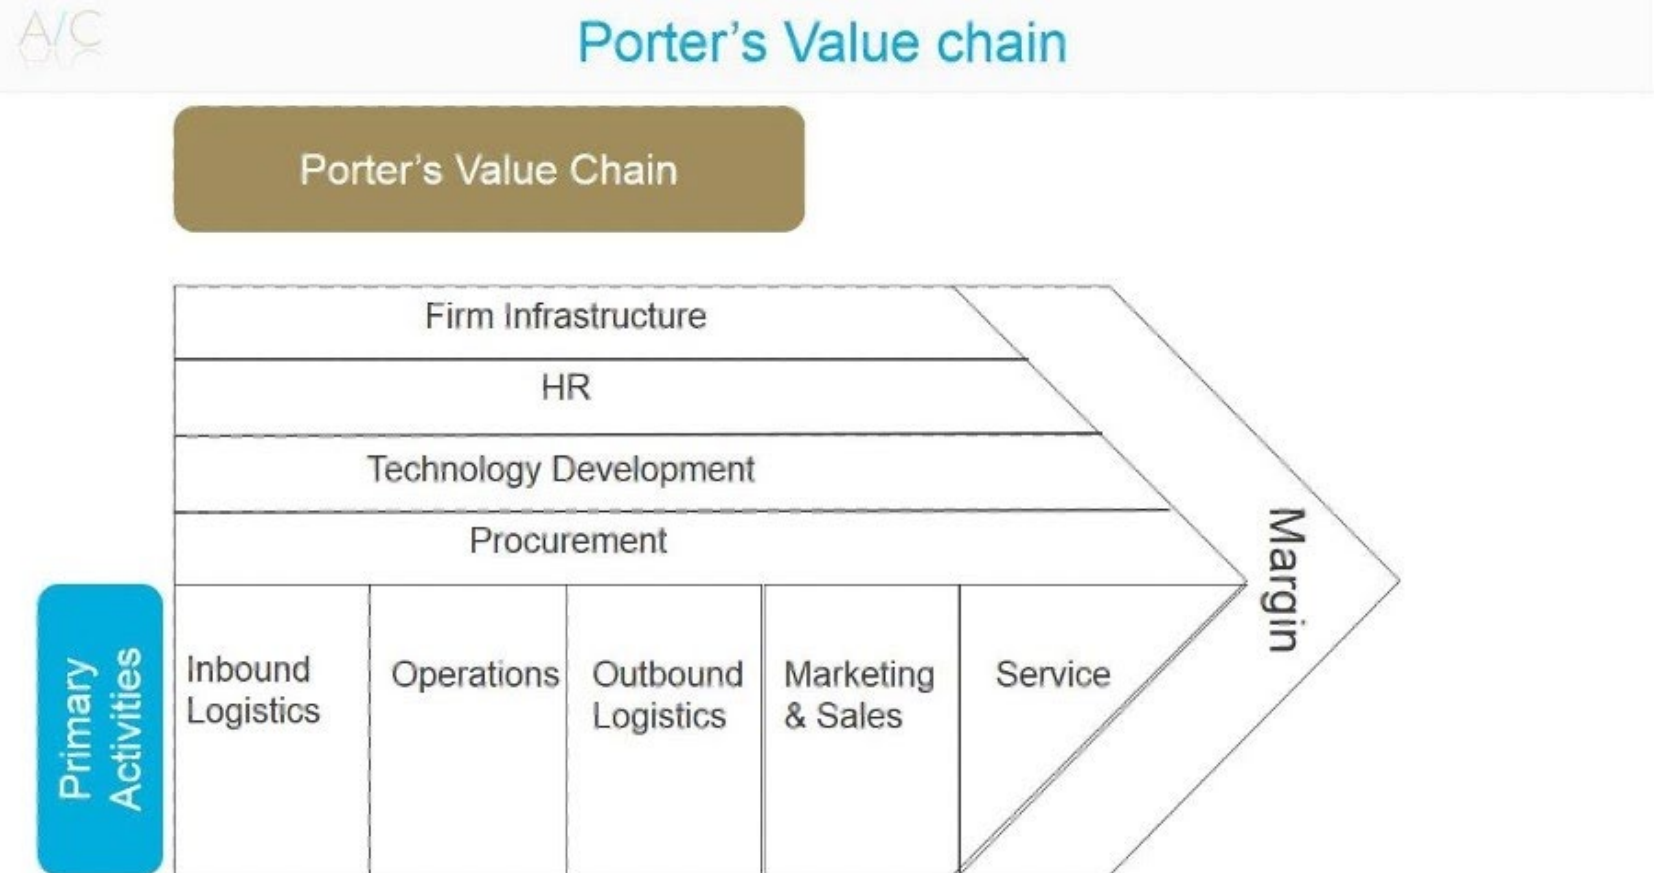 A/C
Porter's Value chain
Porter's Value Chain
Firm Infrastructure
HR
Technology Development
Procurement
Margin
Primary
Activities
Inbound
Logistics
Operations
Outbound
Logistics
Marketing
& Sales
Service